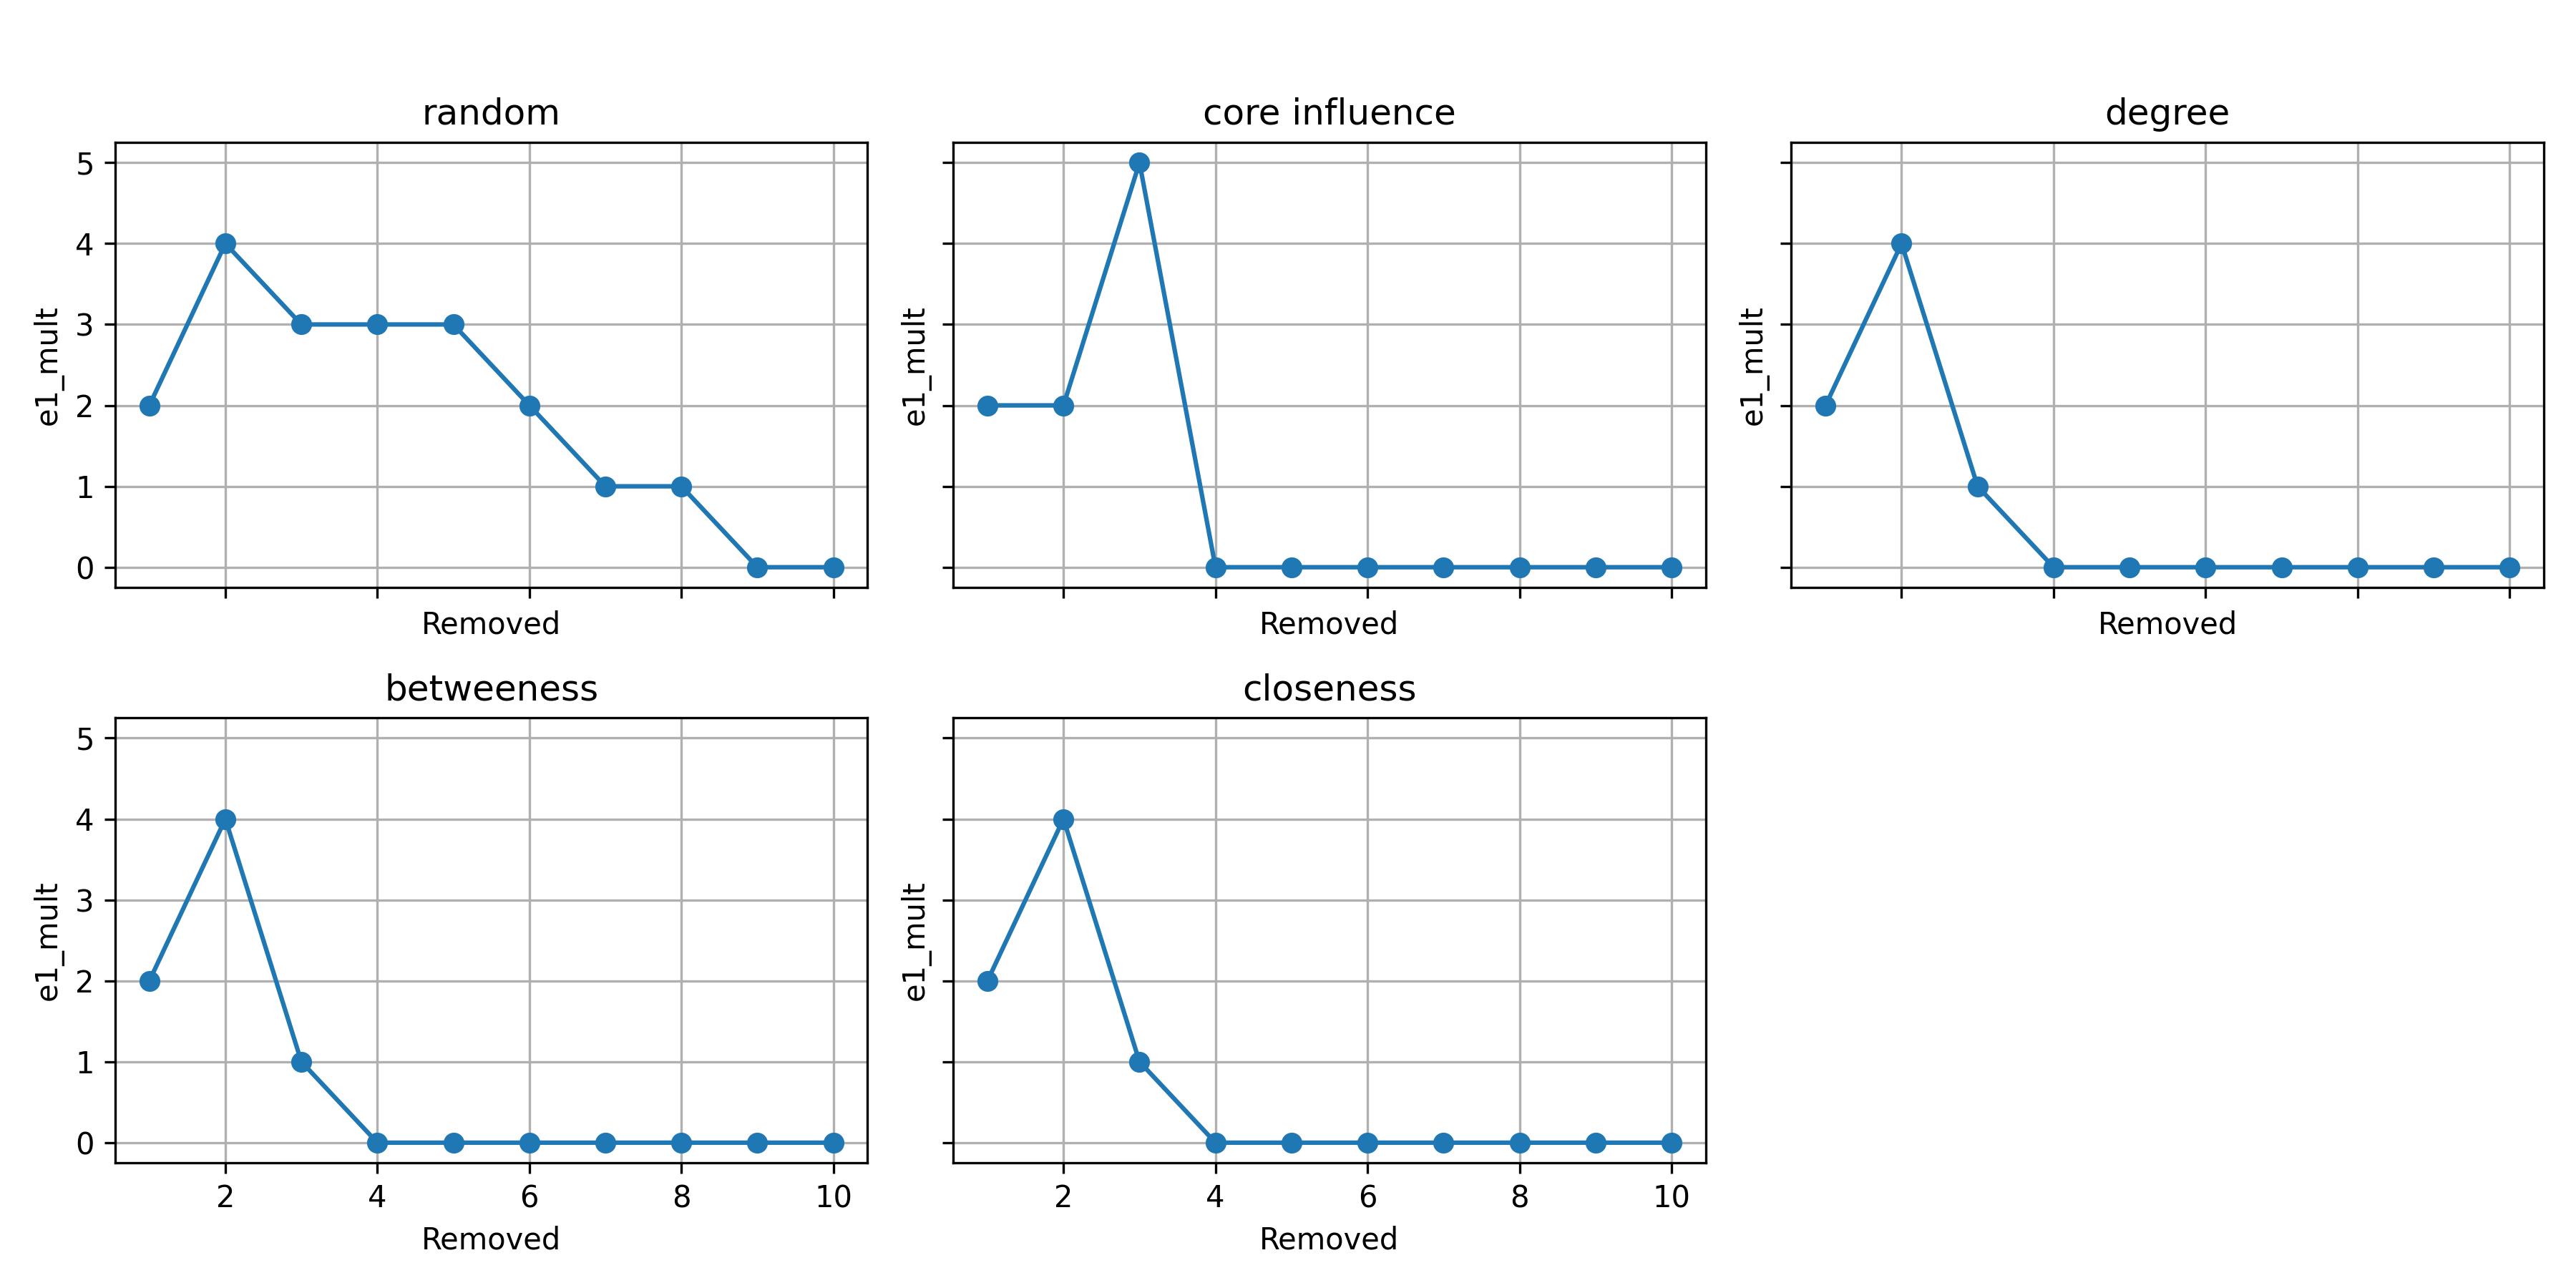 random
5
4
3
2
1
0
e1_mult
Removed
core influence
e1_mult
Removed
degree
e1_mult
Removed
betweeness
5
4
3
2
1
0
e1_mult
2 4 6 8 10
Removed
closeness
e1_mult
2 4 6 8 10
Removed